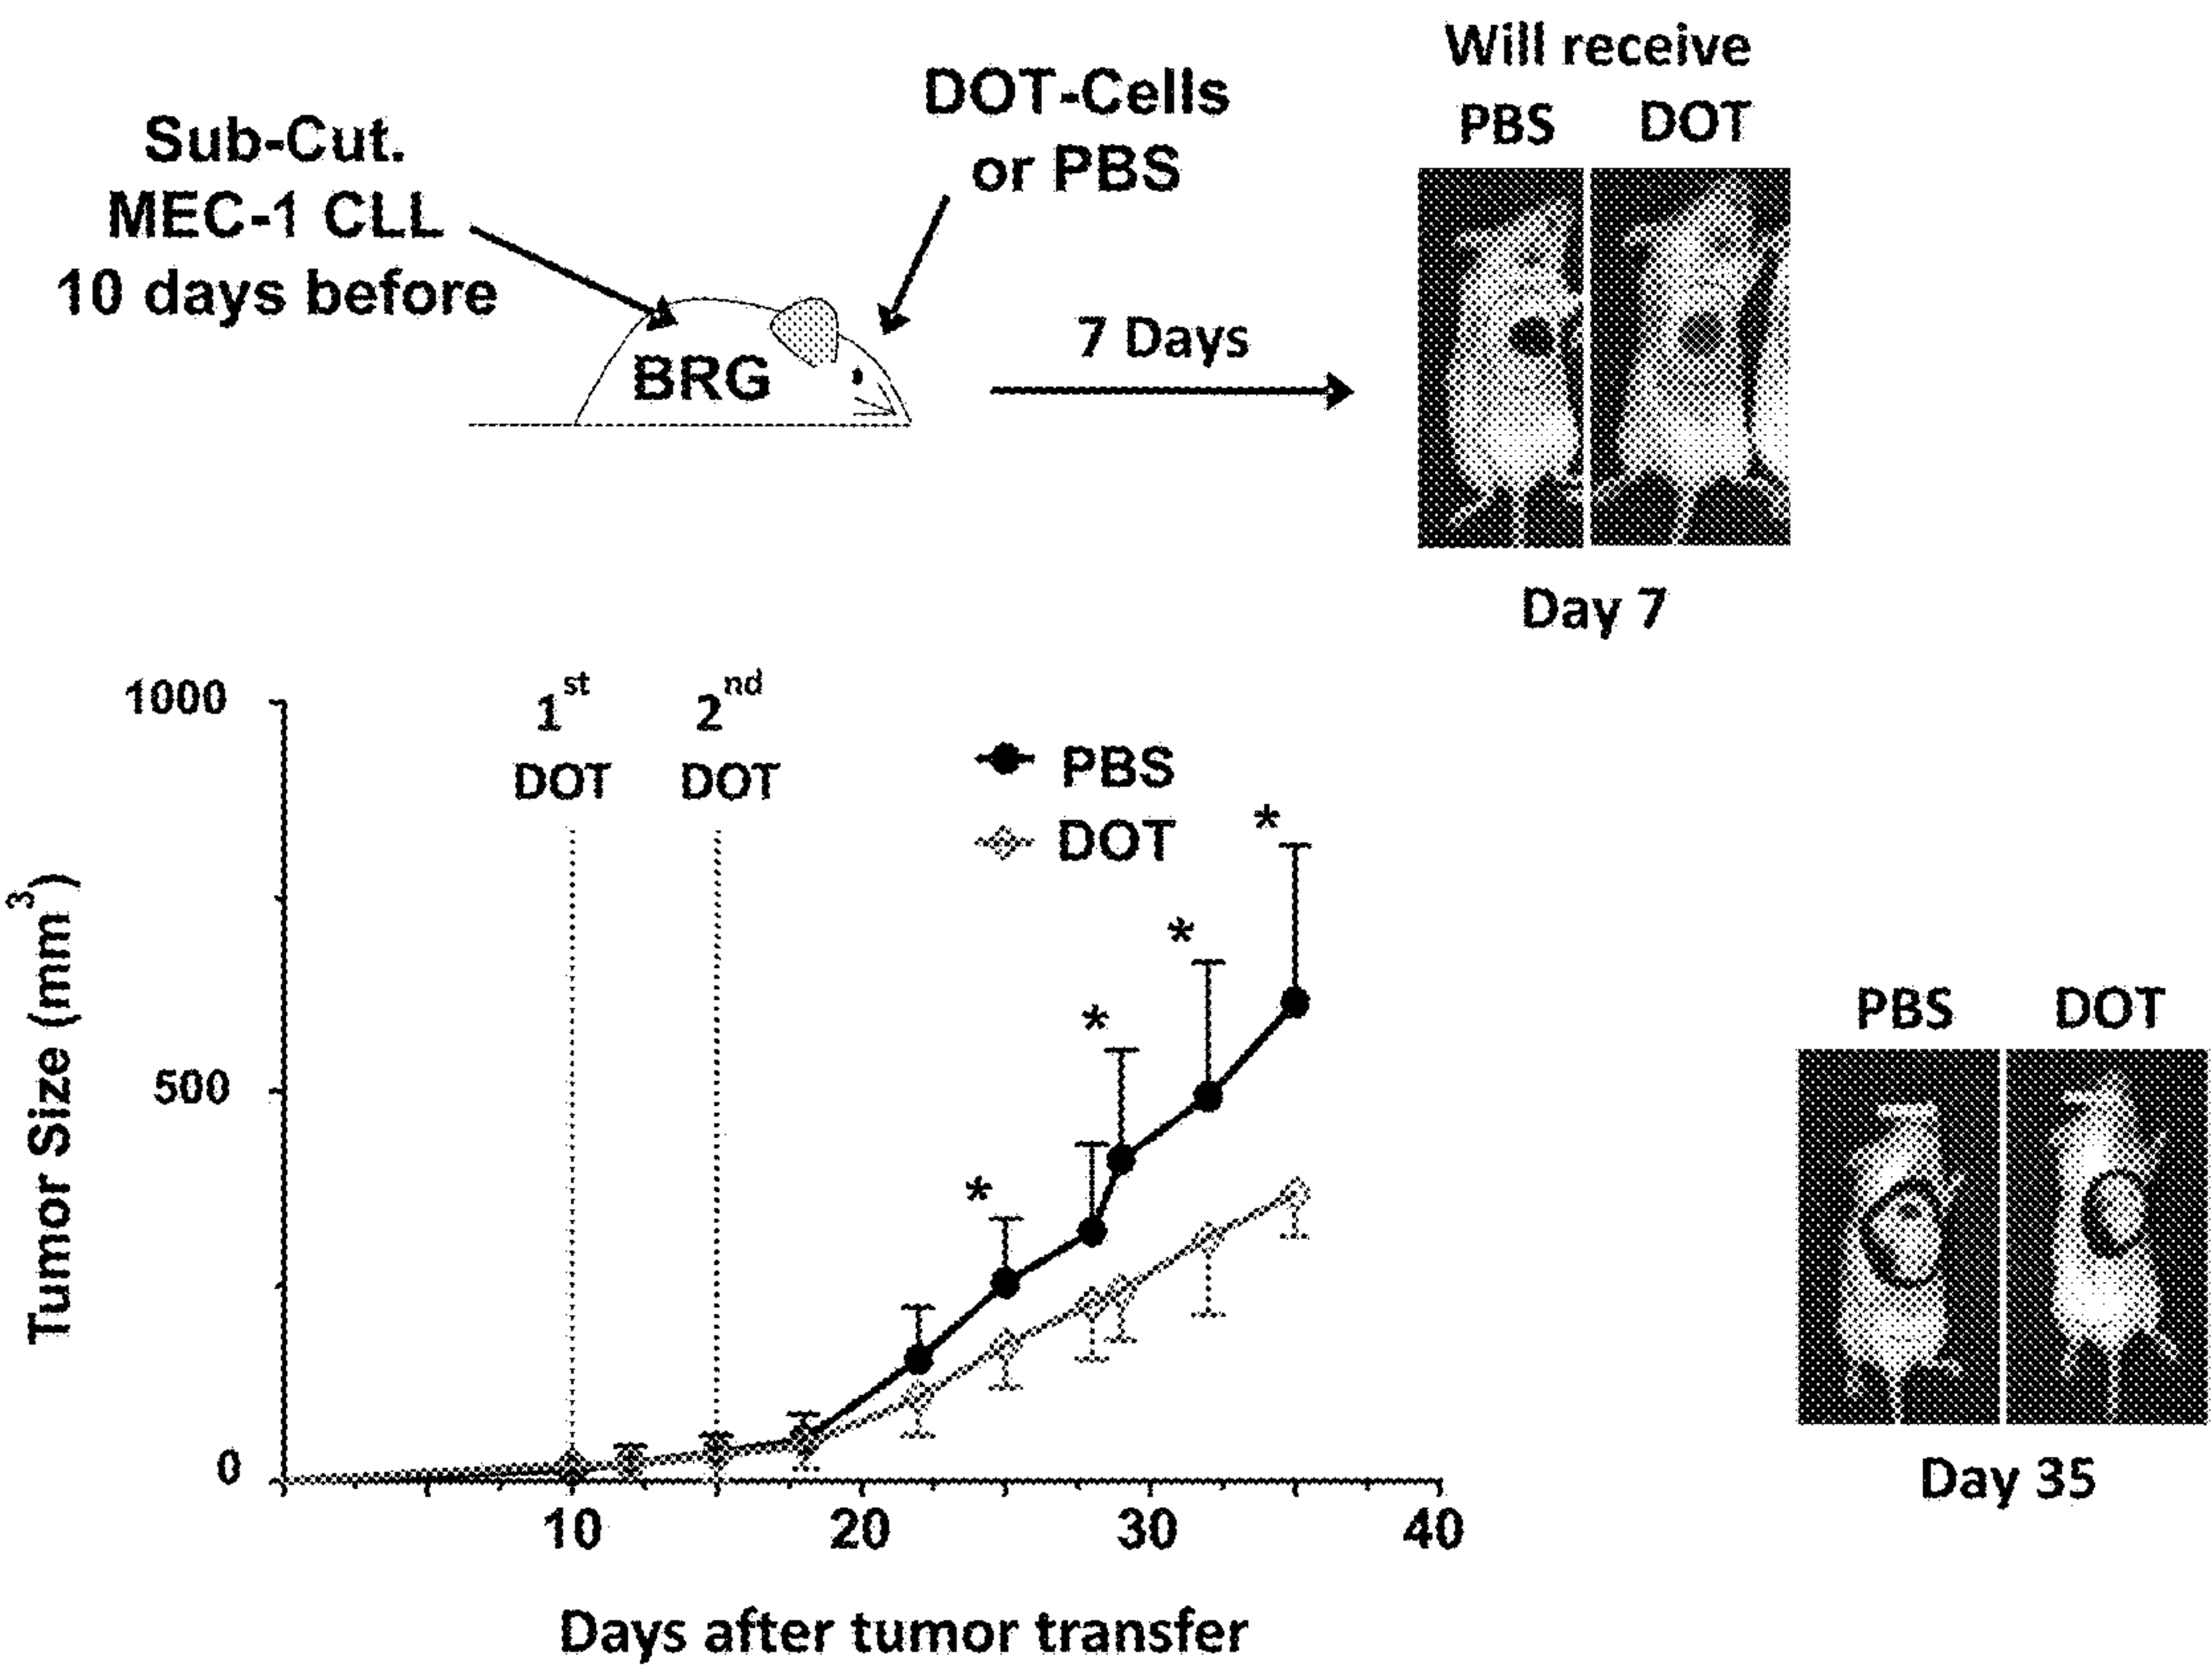 Sub-Cut.
MEC-1 CLL
10 days before
DOT-Cells
or PBS
BRG
7 Days
Will receive
PBS DOT
Day 7
1000
500
0
Tumor Size (mm³)
1st
DOT
2nd
DOT
PBS
DOT
*
*
*
*
10 20 30 40
Days after tumor transfer
PBS DOT
Day 35